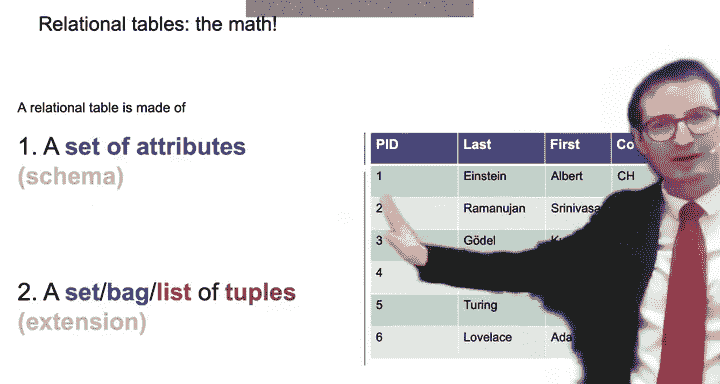 Relational tables: the math!
A relational table is made of
1. A set of attributes
(schema)
2. A set/bag/list of tuples
(extension)
PID Last First
1 Einstein Albert CH
2 Ramanujan
3 Gödel
4
5 Turing
6 Lovelace